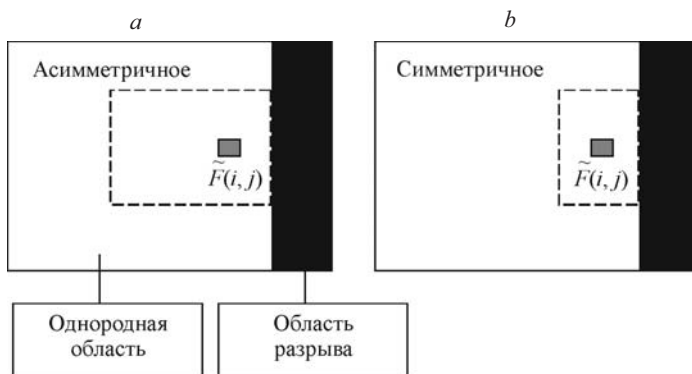 a
b
Асимметричное
Симметричное
F̃(i, j)
F̃(i, j)
Однородная
область
Область
разрыва